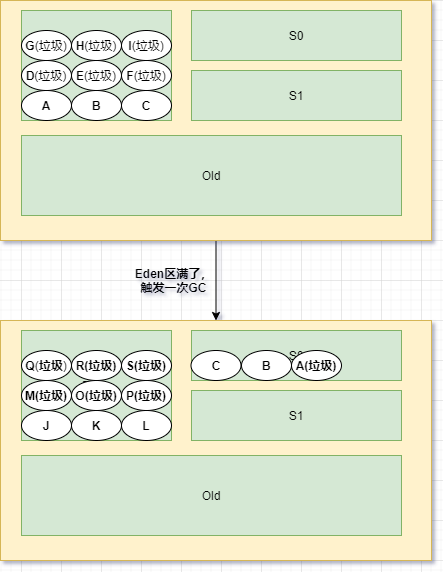 G(垃圾) H(垃圾) I(垃圾)
S0
D(垃圾) E(垃圾) F(垃圾)
A B C
S1
Old
Eden区满了,
触发一次GC
Q(垃圾) R(垃圾) S(垃圾)
S0
C B A(垃圾)
M(垃圾) O(垃圾) P(垃圾)
J K L
S1
Old